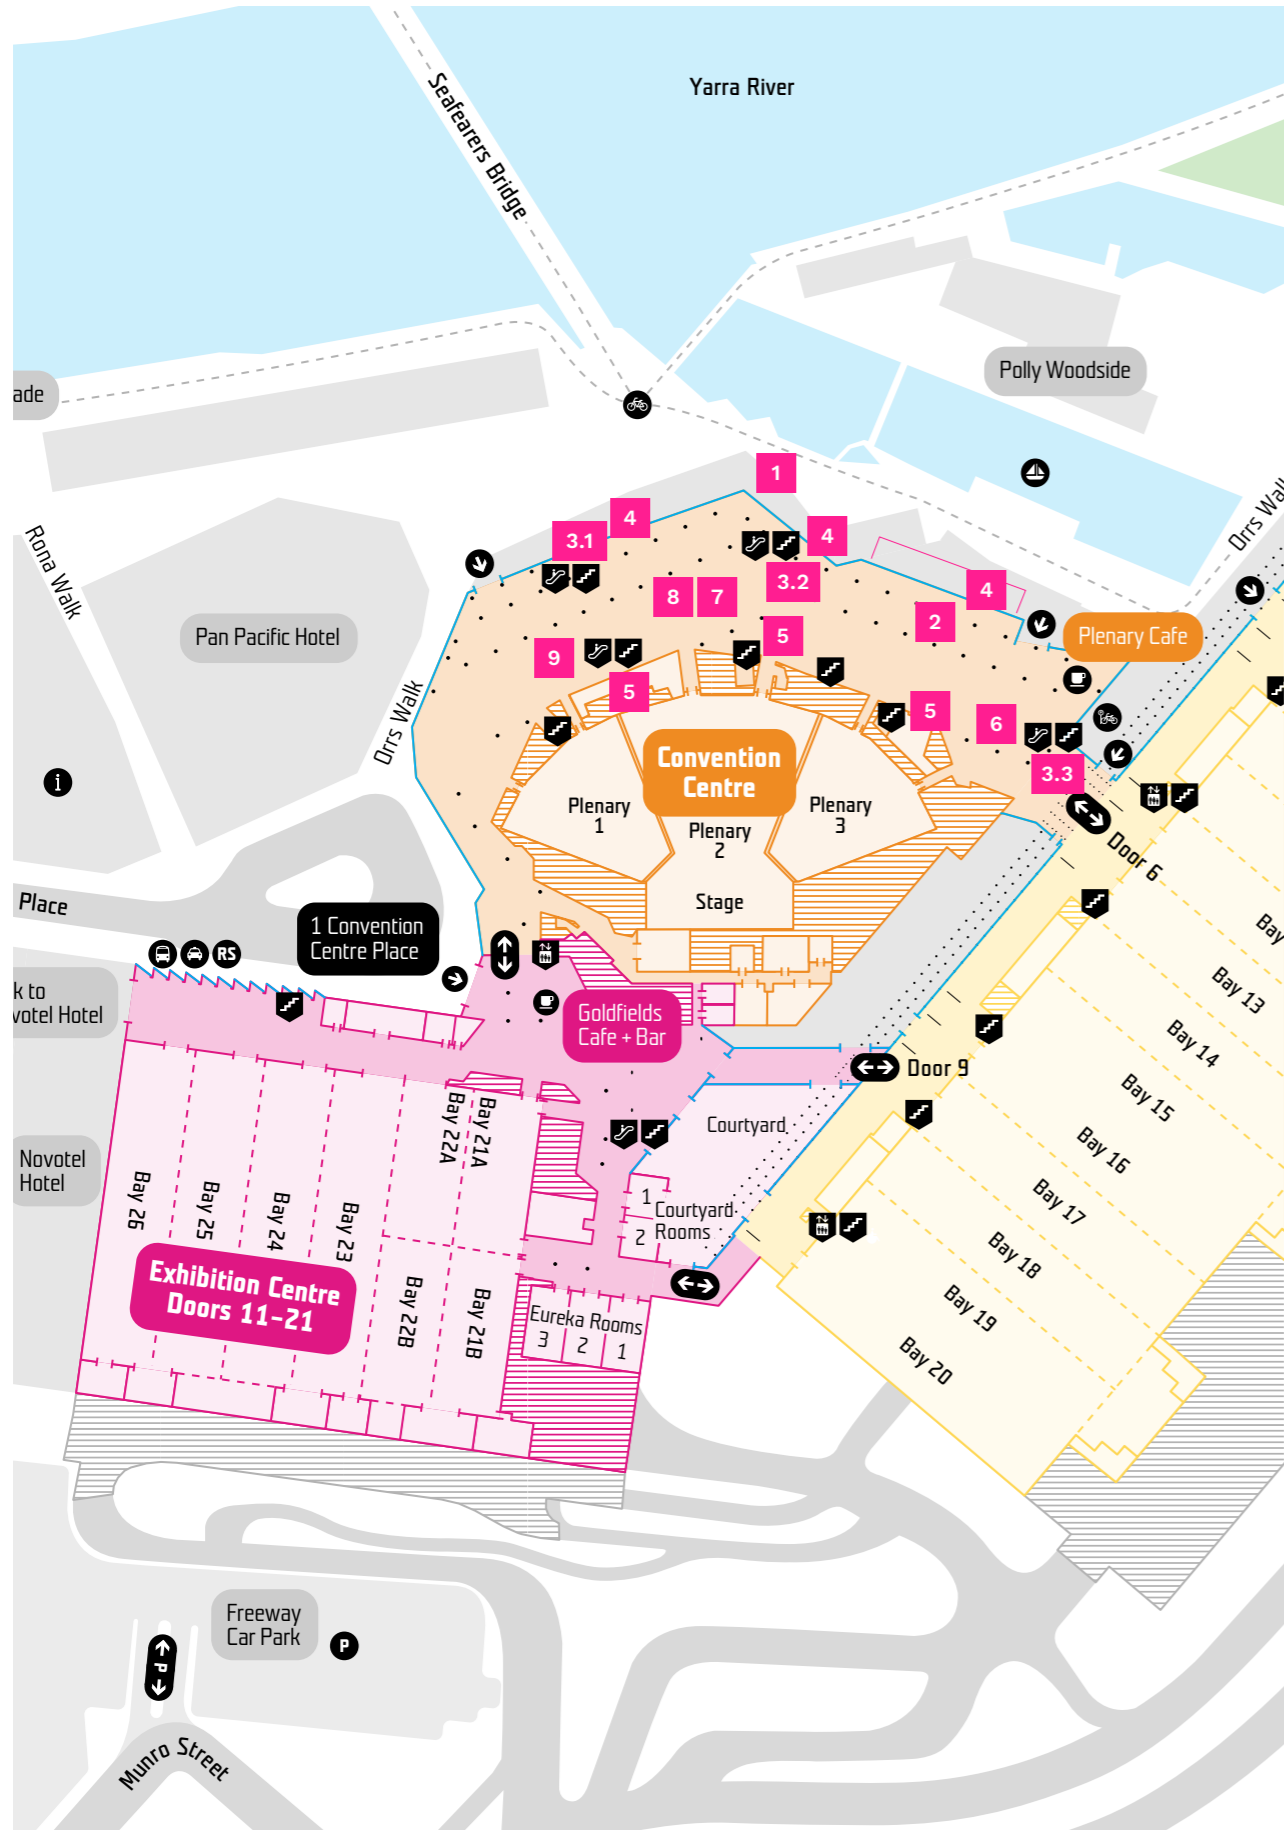 Yarra River
Seafearers Bridge
Polly Woodside
ade
1
4
3.1
4
3.2
4
8
7
2
5
9
5
5
6
3.3
Orrs Walk
Rona Walk
Pan Pacific Hotel
Orrs Walk
Plenary Cafe
Convention
Centre
Plenary
1
Plenary
2
Plenary
3
Stage
Door 6
Place
1 Convention
Centre Place
RS
k to
votel Hotel
Goldfields
Cafe + Bar
Door 9
Bay
Bay 13
Bay 14
Bay 15
Bay 16
Bay 17
Bay 18
Bay 19
Bay 20
Courtyard
1
2
Courtyard
Rooms
Novotel
Hotel
Bay 26
Bay 25
Bay 24
Bay 23
Bay 22A
Bay 21A
Bay 22B
Bay 21B
Exhibition Centre
Doors 11-21
Eureka Rooms
3
2
1
Freeway
Car Park
P
P
Munro Street